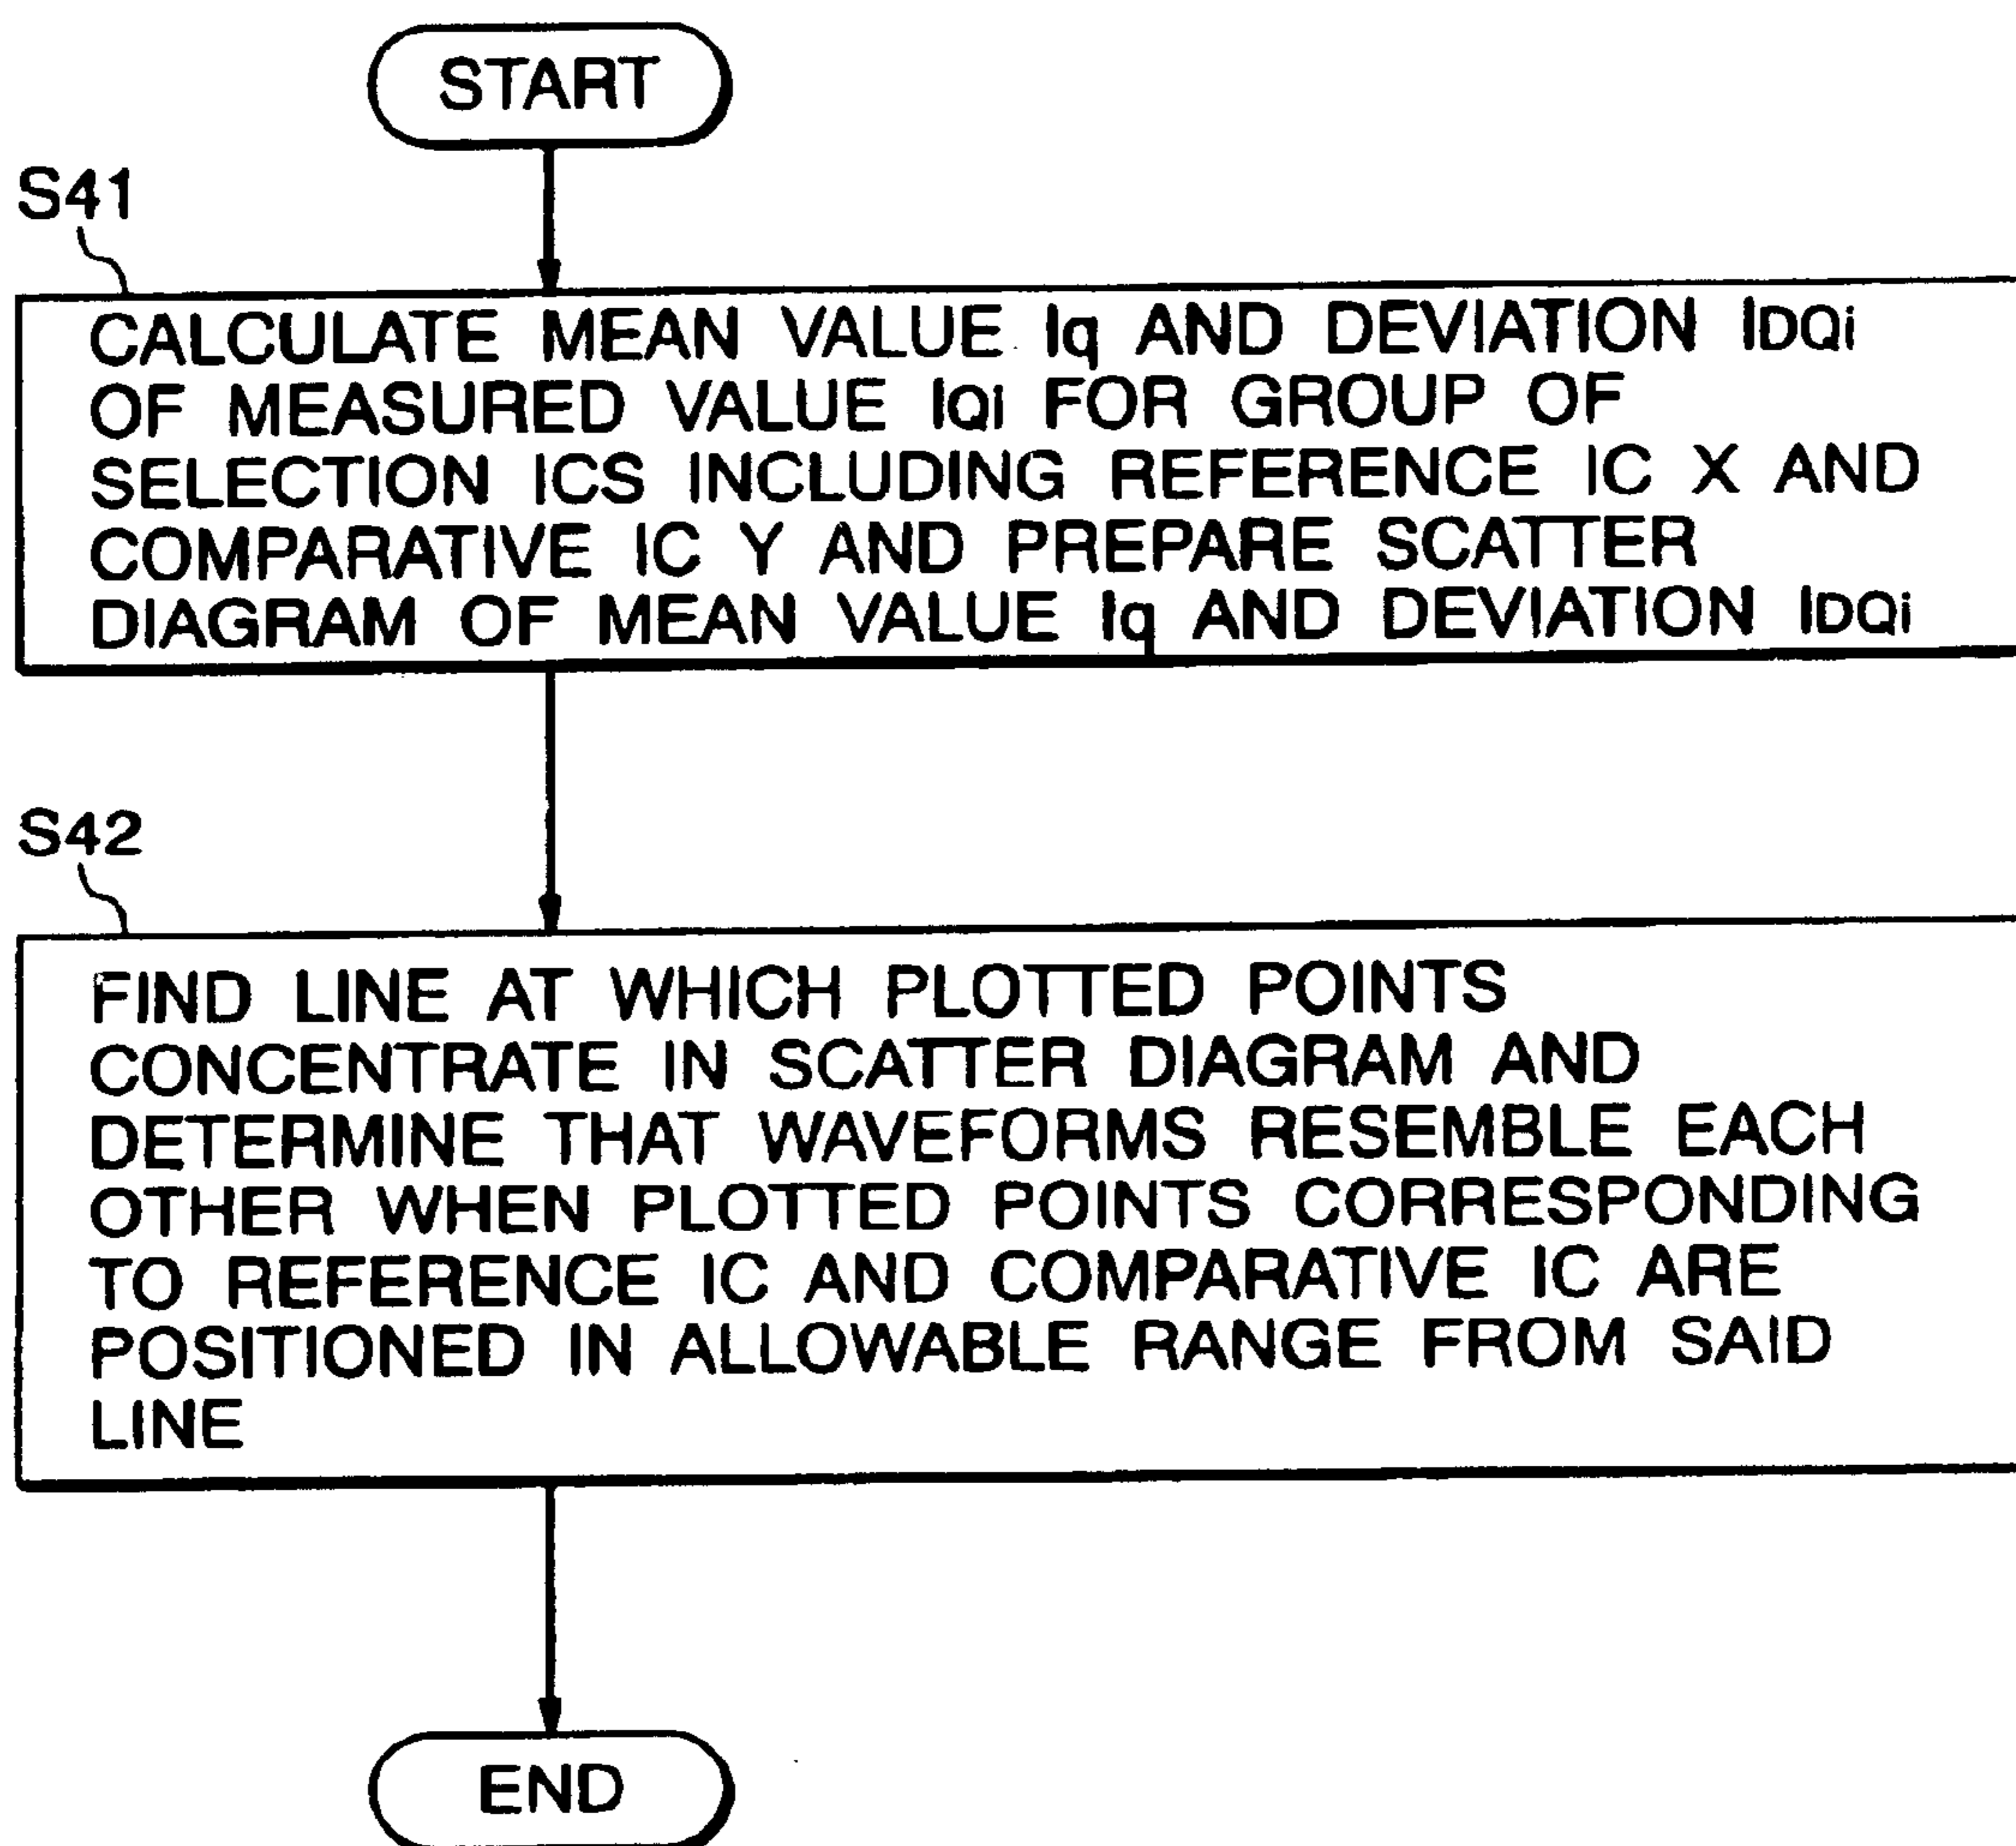 START
S41
CALCULATE MEAN VALUE Iq AND DEVIATION IDQi
OF MEASURED VALUE IQi FOR GROUP OF
SELECTION ICS INCLUDING REFERENCE IC X AND
COMPARATIVE IC Y AND PREPARE SCATTER
DIAGRAM OF MEAN VALUE Iq AND DEVIATION IDQi
S42
FIND LINE AT WHICH PLOTTED POINTS
CONCENTRATE IN SCATTER DIAGRAM AND
DETERMINE THAT WAVEFORMS RESEMBLE EACH
OTHER WHEN PLOTTED POINTS CORRESPONDING
TO REFERENCE IC AND COMPARATIVE IC ARE
POSITIONED IN ALLOWABLE RANGE FROM SAID
LINE
END